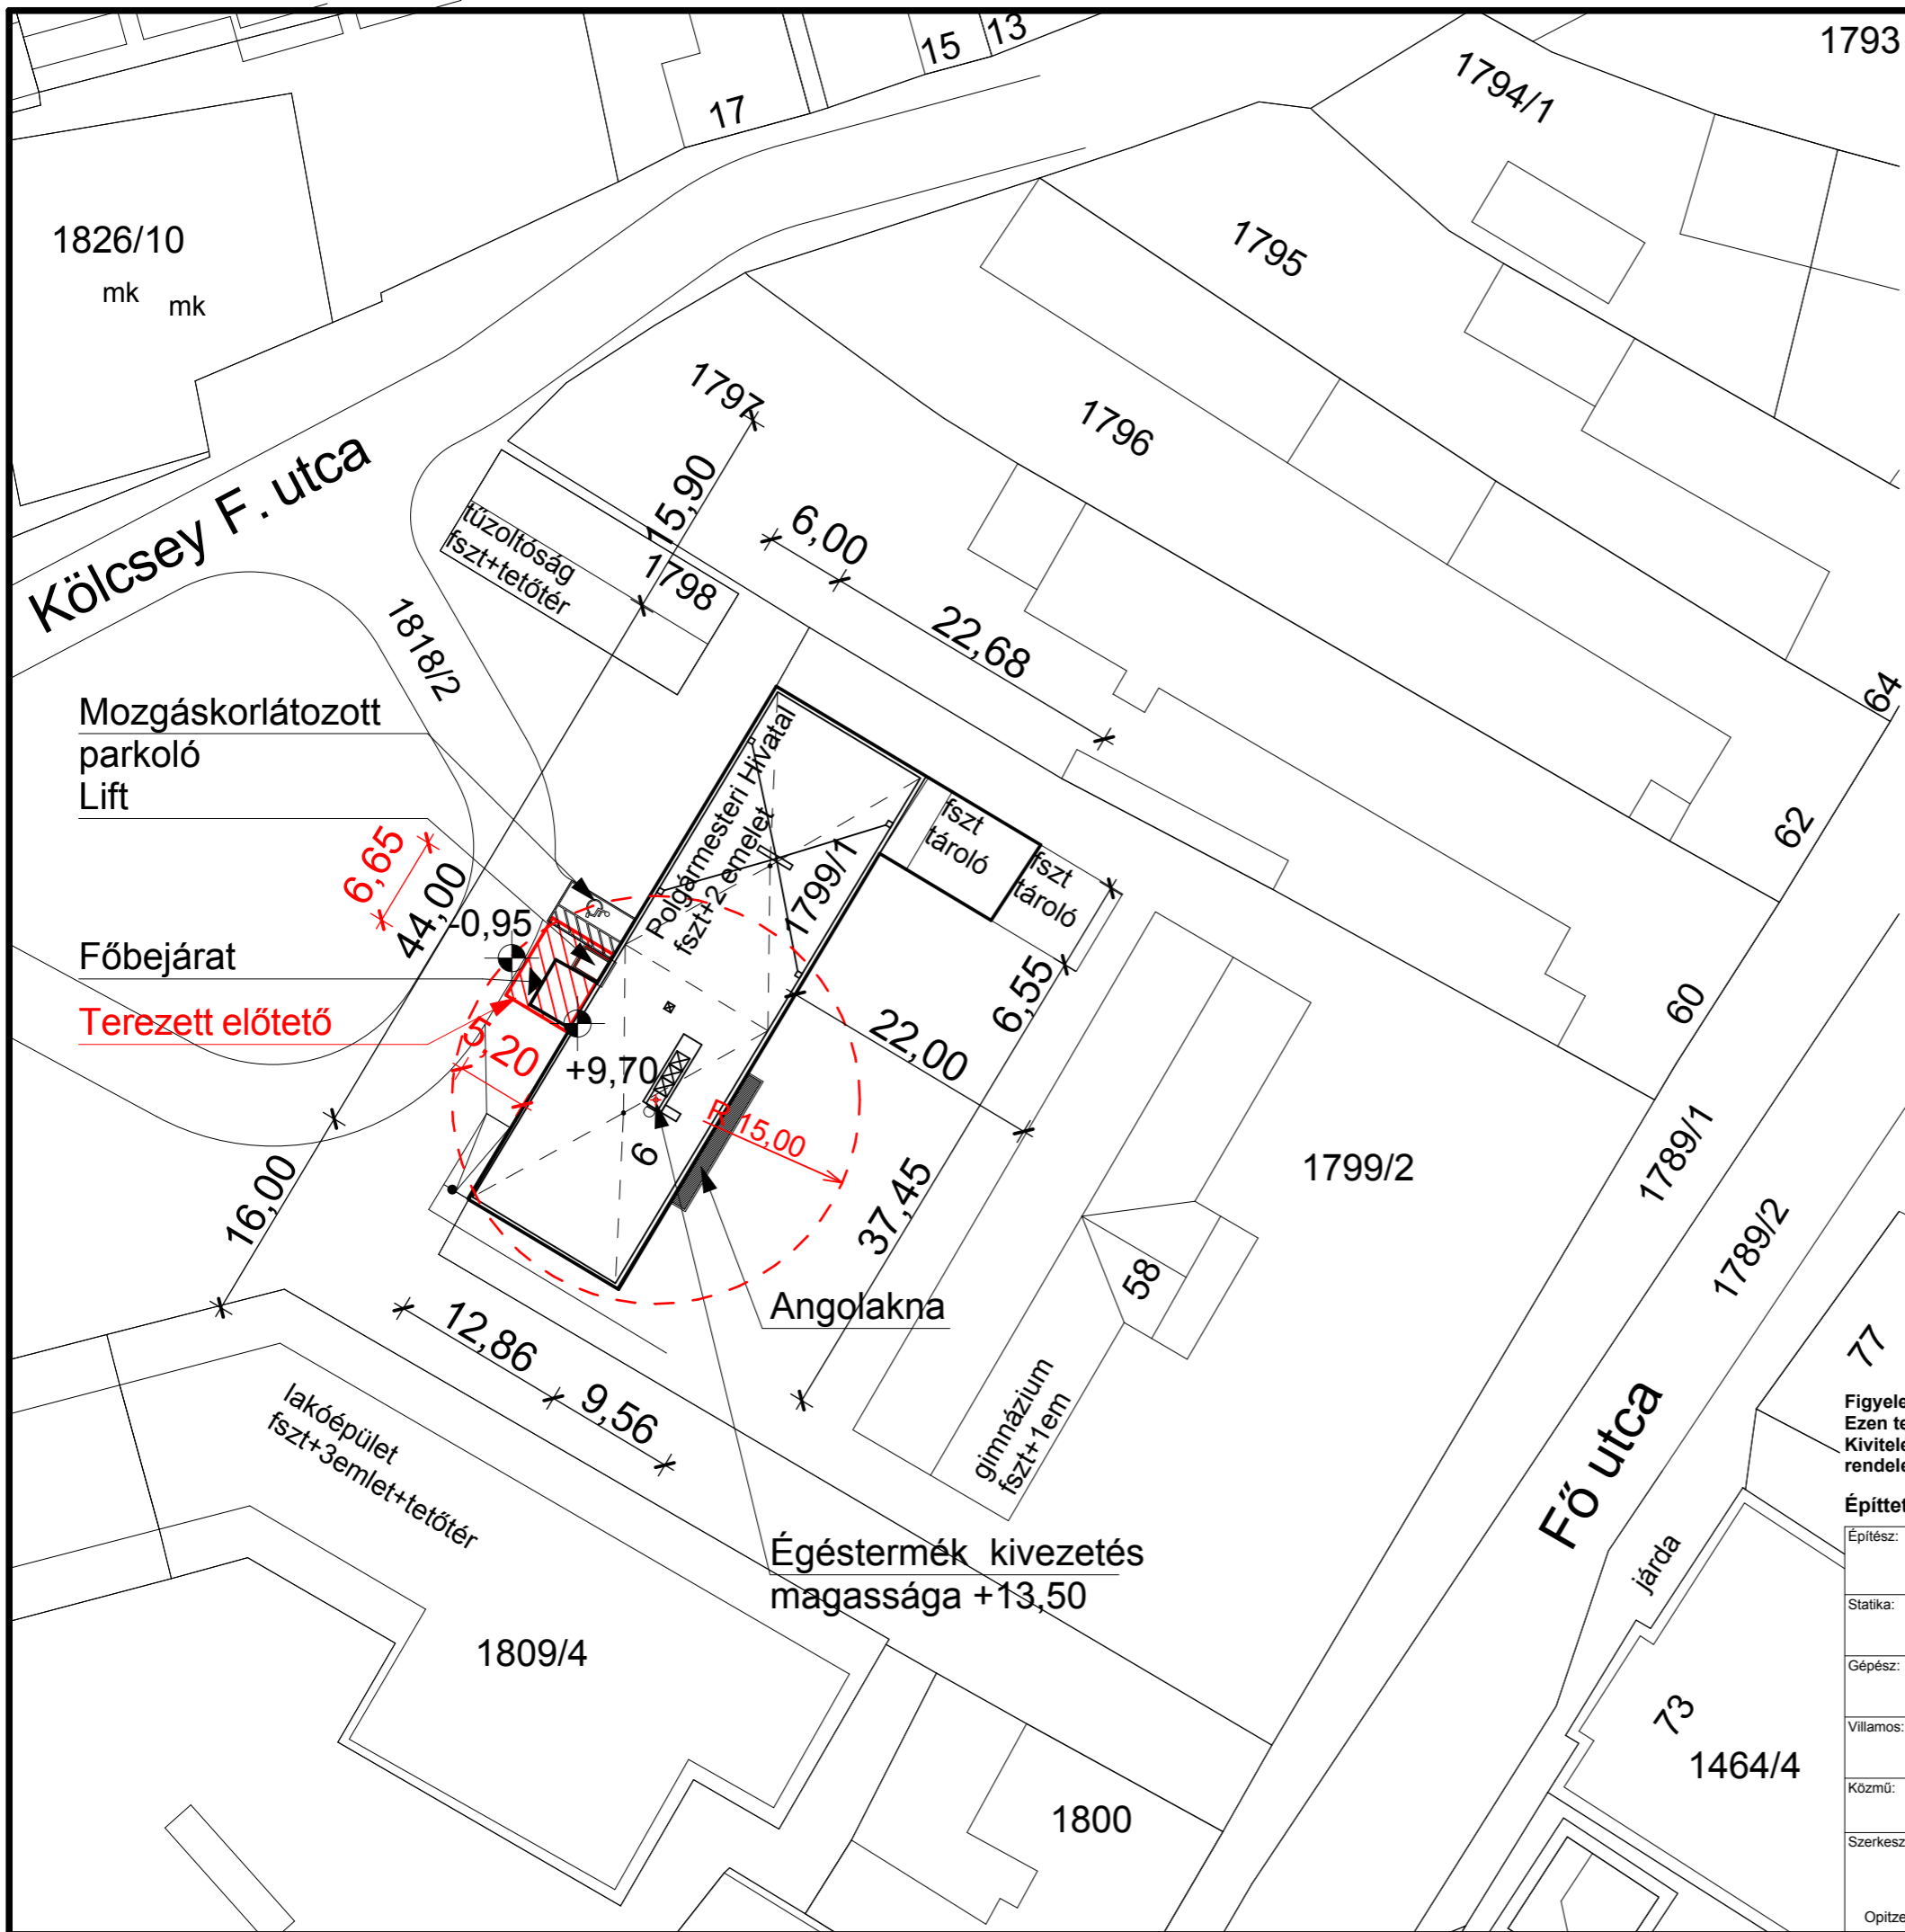 15
13
1793
17
1794/1
1826/10
mk
mk
1795
1797
1796
Kölcsey F. utca
15,90
tűzoltóság
fszt+tetőtér
1798
6,00
22,68
1818/2
64
Mozgáskorlátozott
parkoló
Lift
Polgármesteri Hivatal
fszt+2 emelet
1799/1
fszt
tároló
fszt
tároló
62
6,65
44,00
-0,95
Főbejárat
Terezett előtető
5,20
+9,70
6
R 15,00
22,00
6,55
60
16,00
37,45
1799/2
1789/1
1789/2
58
Angolakna
12,86
9,56
77
lakóépület
fszt+3emlet+tetőtér
gimnázium
fszt+1em
Fő utca
járda
Égéstermék kivezetés
magassága +13,50
1809/4
73
1464/4
1800
Építész:
Statika:
Gépész:
Villamos:
Közmű: